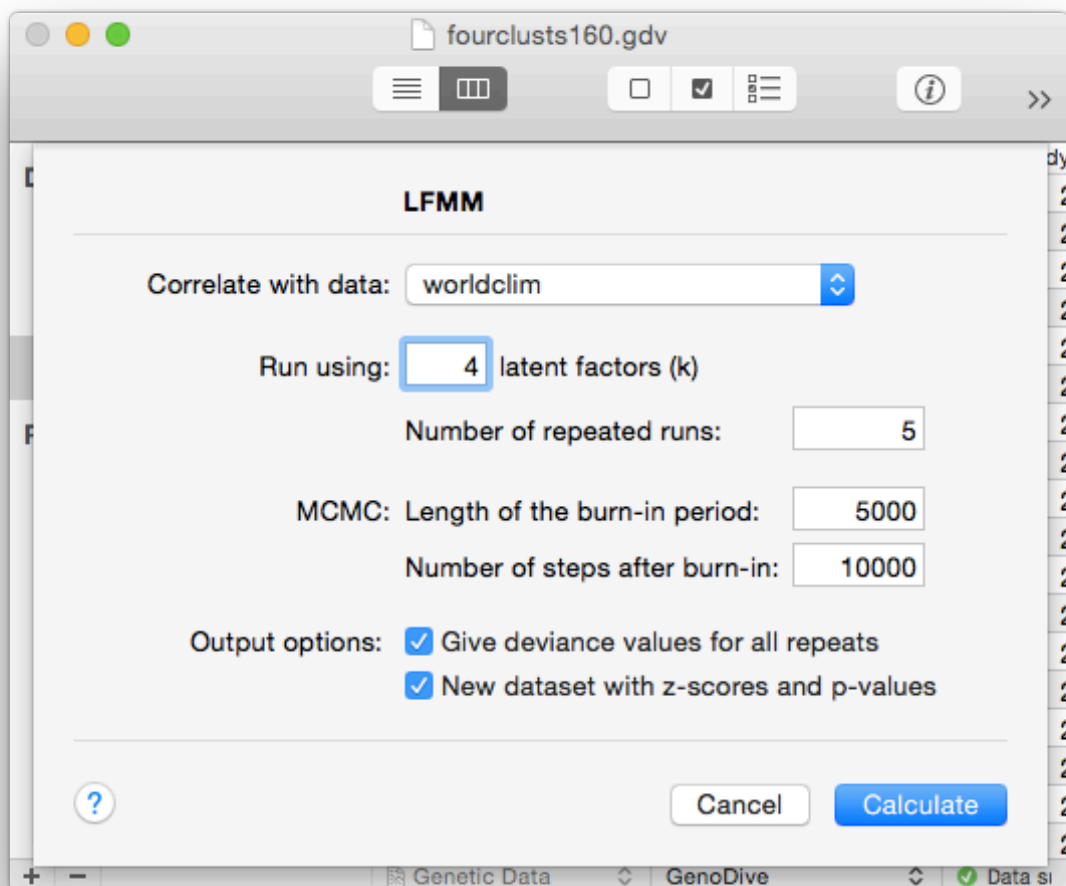 fourclusts160.gdv
LFMM
Correlate with data: worldclim
Run using: 4 latent factors (k)
Number of repeated runs: 5
MCMC: Length of the burn-in period: 5000
Number of steps after burn-in: 10000
Output options: Give deviance values for all repeats
New dataset with z-scores and p-values
? Cancel Calculate
+ − Genetic Data GenoDive Data